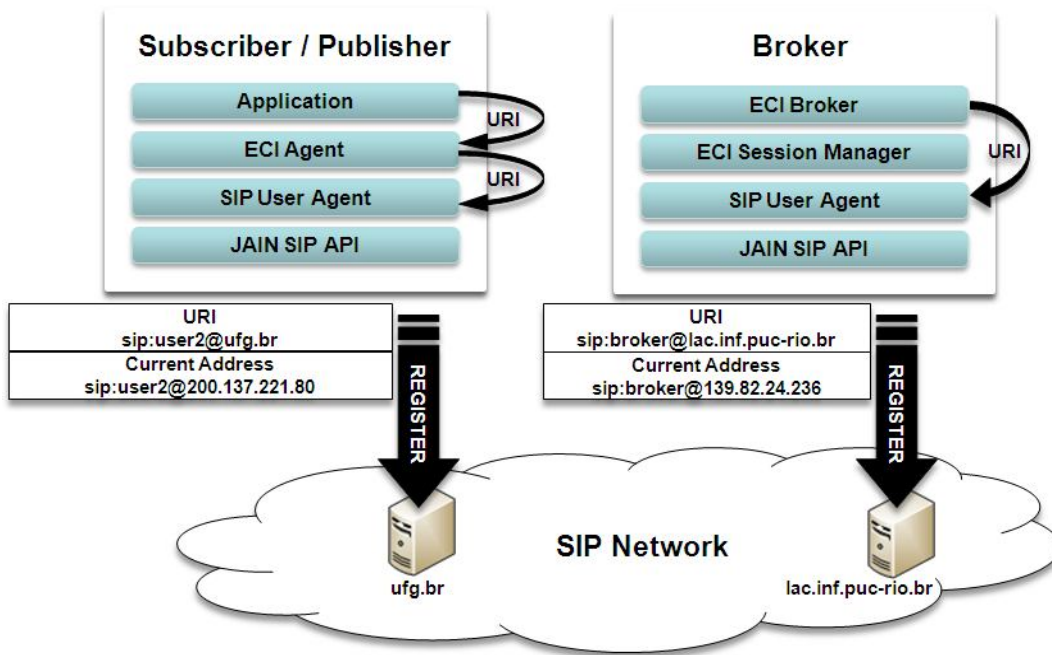 Subscriber / Publisher
Application
URI
ECI Agent
URI
SIP User Agent
JAIN SIP API
Broker
ECI Broker
ECI Session Manager
URI
SIP User Agent
JAIN SIP API
URI
sip:user2@ufg.br
Current Address
sip:user2@200.137.221.80
REGISTER
URI
sip:broker@lac.inf.puc-rio.br
Current Address
sip:broker@139.82.24.236
REGISTER
SIP Network
ufg.br
lac.inf.puc-rio.br